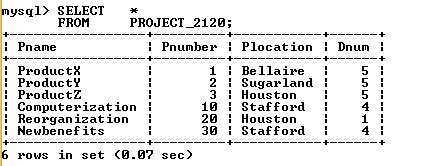 mysql> SELECT   *
       FROM     PROJECT_2120;
+-----------------+---------+-----------+------+
| Pname           | Pnumber | Plocation | Dnum |
+-----------------+---------+-----------+------+
| ProductX        |       1 | Bellaire  |    5 |
| ProductY        |       2 | Sugarland |    5 |
| ProductZ        |       3 | Houston   |    5 |
| Computerization |      10 | Stafford  |    4 |
| Reorganization  |      20 | Houston   |    1 |
| Newbenefits     |      30 | Stafford  |    4 |
+-----------------+---------+-----------+------+
6 rows in set (0.07 sec)